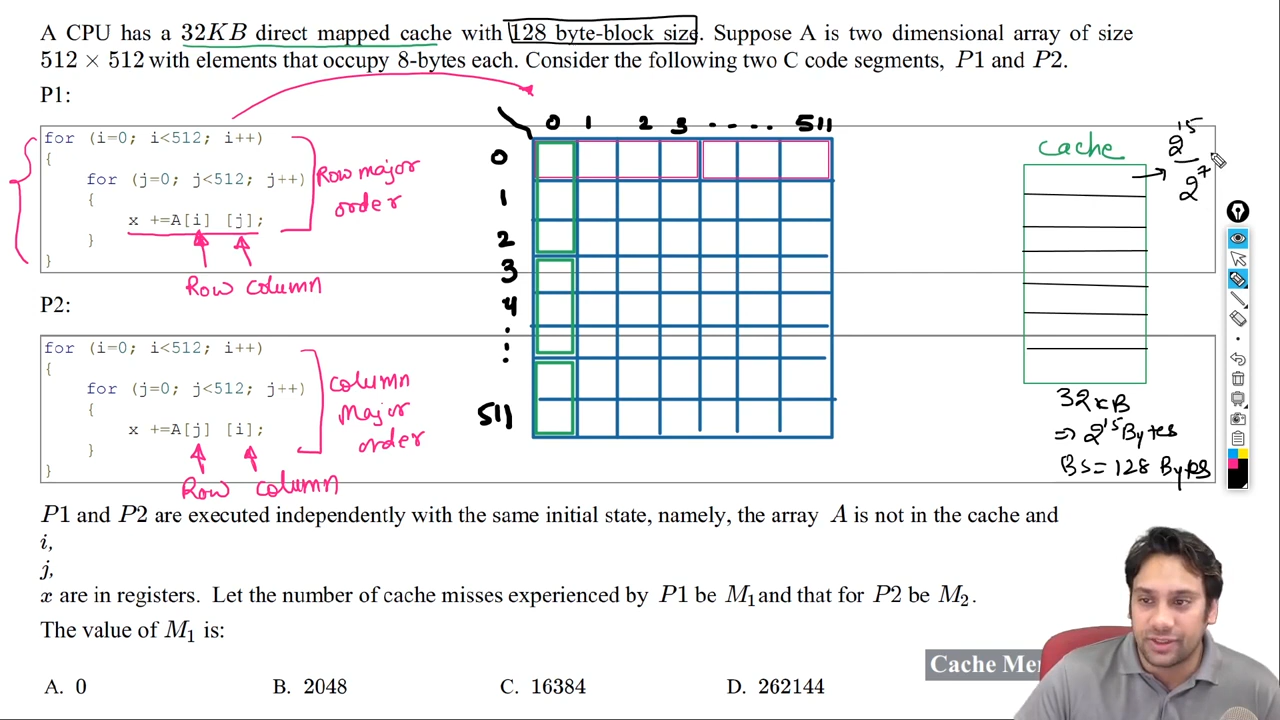 A CPU has a 32KB direct mapped cache with 128 byte-block size. Suppose A is two dimensional array of size
512 × 512 with elements that occupy 8-bytes each. Consider the following two C code segments, P1 and P2.
P1:
for (i=0; i<512; i++)
{
for (j=0; j<512; j++)
{
x +=A[i] [j];
}
}
Row major
order
Row column
P2:
for (i=0; i<512; i++)
{
for (j=0; j<512; j++)
{
x +=A[j] [i];
}
}
column
Major
order
Row column
0 1 2 3 .... 511
0
1
2
3
4
:
:
511
cache
2^15
2^7
32KB
⇒ 2^15 Bytes
BS = 128 Bytes
P1 and P2 are executed independently with the same initial state, namely, the array A is not in the cache and
i,
j,
x are in registers. Let the number of cache misses experienced by P1 be M₁ and that for P2 be M₂.
The value of M₁ is:
A. 0 B. 2048 C. 16384 D. 262144